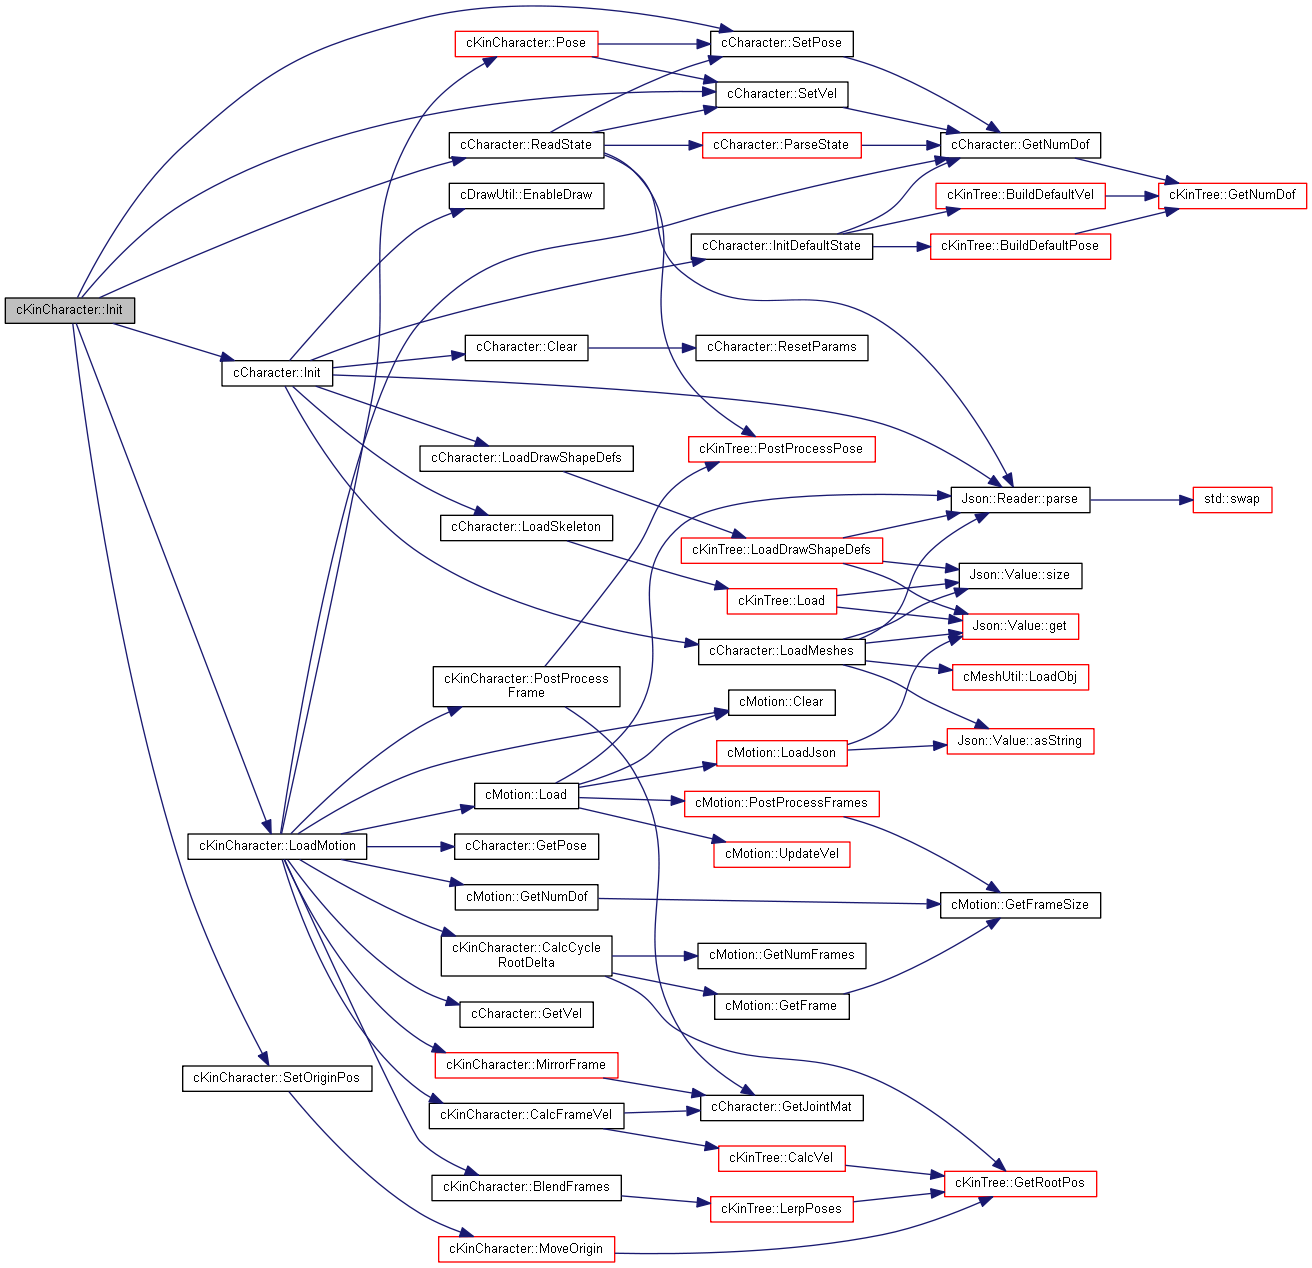 cKinCharacter::Pose
cCharacter::SetPose
cCharacter::SetVel
cCharacter::ReadState
cCharacter::ParseState
cCharacter::GetNumDof
cDrawUtil::EnableDraw
cKinTree::BuildDefaultVel
cKinTree::GetNumDof
cCharacter::InitDefaultState
cKinTree::BuildDefaultPose
cKinCharacter::Init
cCharacter::Init
cCharacter::Clear
cCharacter::ResetParams
cCharacter::LoadDrawShapeDefs
cKinTree::PostProcessPose
Json::Reader::parse
std::swap
cCharacter::LoadSkeleton
cKinTree::LoadDrawShapeDefs
Json::Value::size
cKinTree::Load
Json::Value::get
cCharacter::LoadMeshes
cMeshUtil::LoadObj
cKinCharacter::PostProcess
Frame
cMotion::Clear
Json::Value::asString
cMotion::LoadJson
cMotion::Load
cMotion::PostProcessFrames
cKinCharacter::LoadMotion
cCharacter::GetPose
cMotion::UpdateVel
cMotion::GetNumDof
cMotion::GetFrameSize
cKinCharacter::CalcCycle
RootDelta
cMotion::GetNumFrames
cMotion::GetFrame
cCharacter::GetVel
cKinCharacter::MirrorFrame
cKinCharacter::SetOriginPos
cKinCharacter::CalcFrameVel
cCharacter::GetJointMat
cKinTree::CalcVel
cKinCharacter::BlendFrames
cKinTree::GetRootPos
cKinTree::LerpPoses
cKinCharacter::MoveOrigin